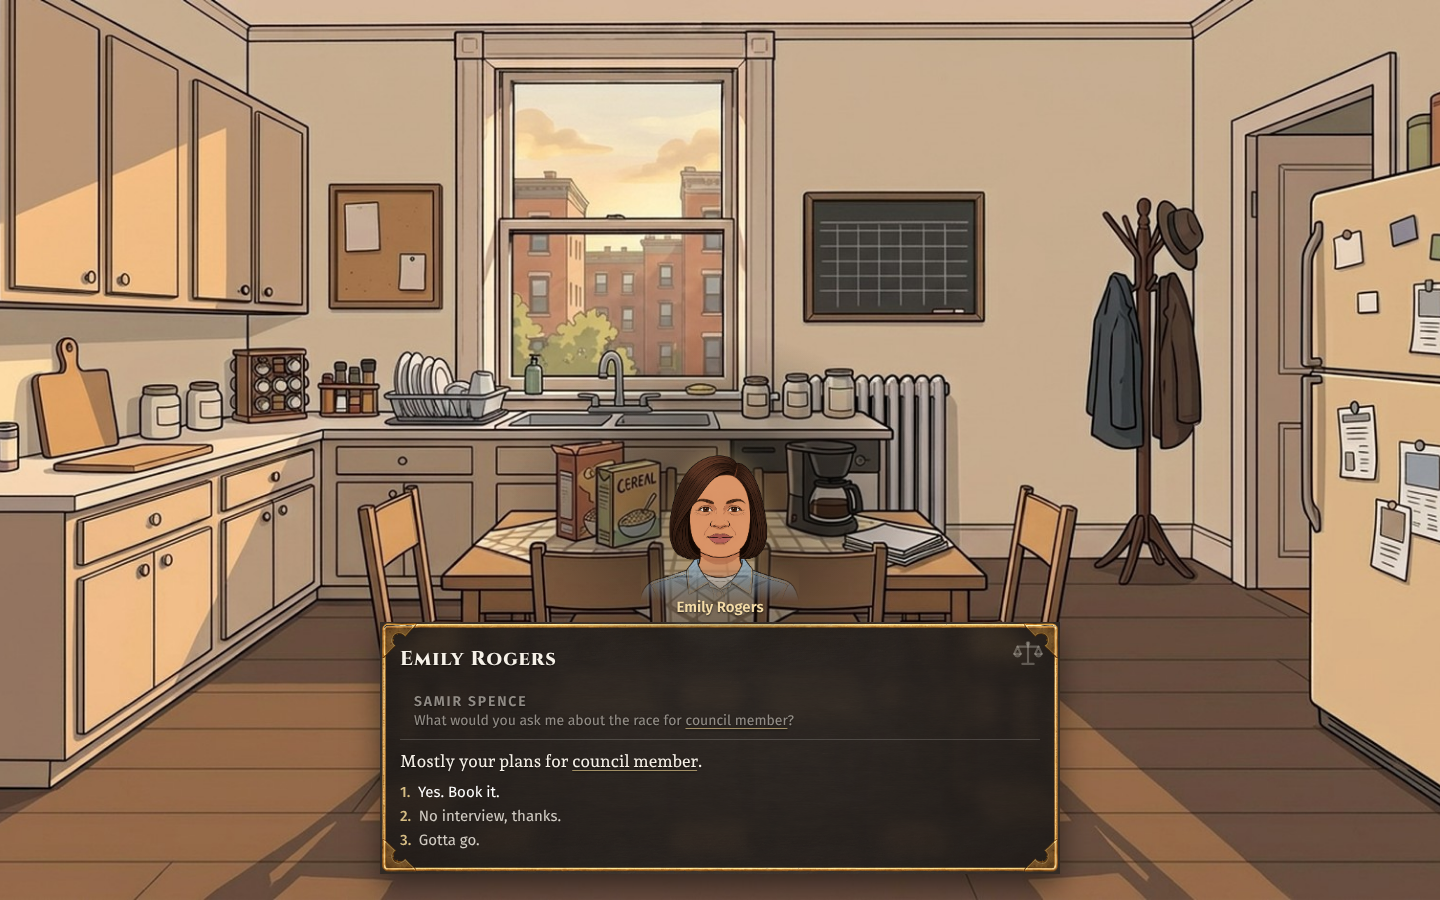 CEREAL
Emily Rogers
Emily Rogers
SAMIR SPENCE
What would you ask me about the race for council member?
Mostly your plans for council member.
1. Yes. Book it.
2. No interview, thanks.
3. Gotta go.